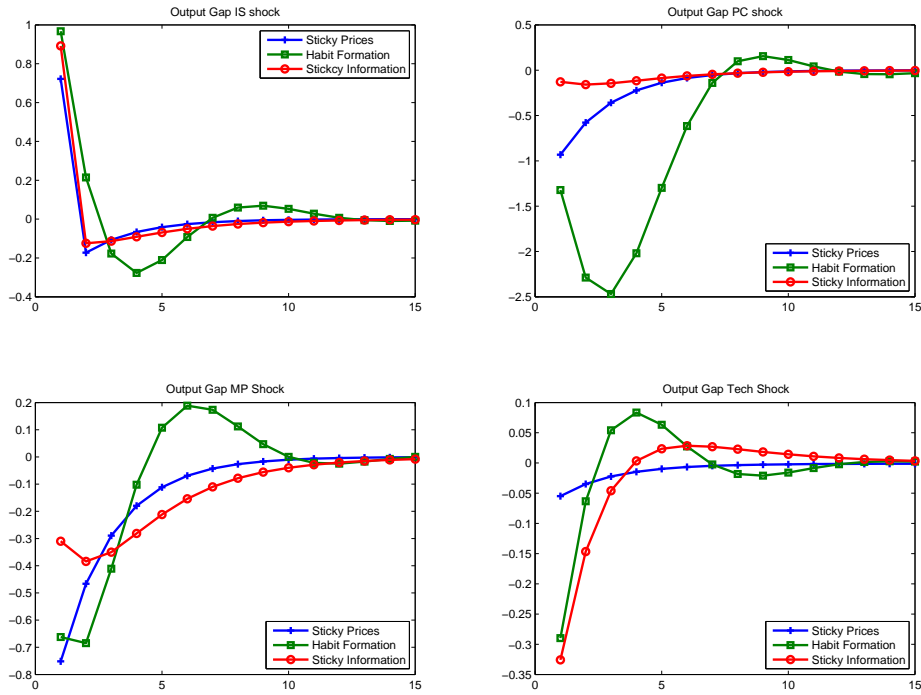 Output Gap IS shock
1
0.8
0.6
0.4
0.2
0
−0.2
−0.4
0 5 10 15
Sticky Prices
Habit Formation
Stickcy Information
Output Gap PC shock
0.5
0
−0.5
−1
−1.5
−2
−2.5
0 5 10 15
Sticky Prices
Habit Formation
Sticky Information
Output Gap MP Shock
0.2
0.1
0
−0.1
−0.2
−0.3
−0.4
−0.5
−0.6
−0.7
−0.8
0 5 10 15
Sticky Prices
Habit Formation
Sticky Information
Output Gap Tech Shock
0.1
0.05
0
−0.05
−0.1
−0.15
−0.2
−0.25
−0.3
−0.35
0 5 10 15
Sticky Prices
Habit Formation
Sticky Information